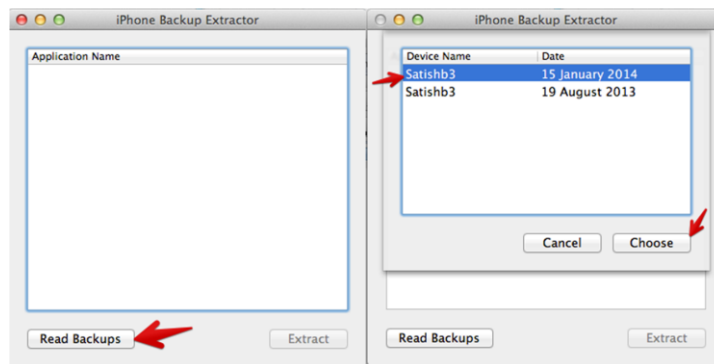 iPhone Backup Extractor
Application Name
Read Backups
Extract
iPhone Backup Extractor
Device Name
Date
Satishb3
15 January 2014
Satishb3
19 August 2013
Cancel
Choose
Read Backups
Extract